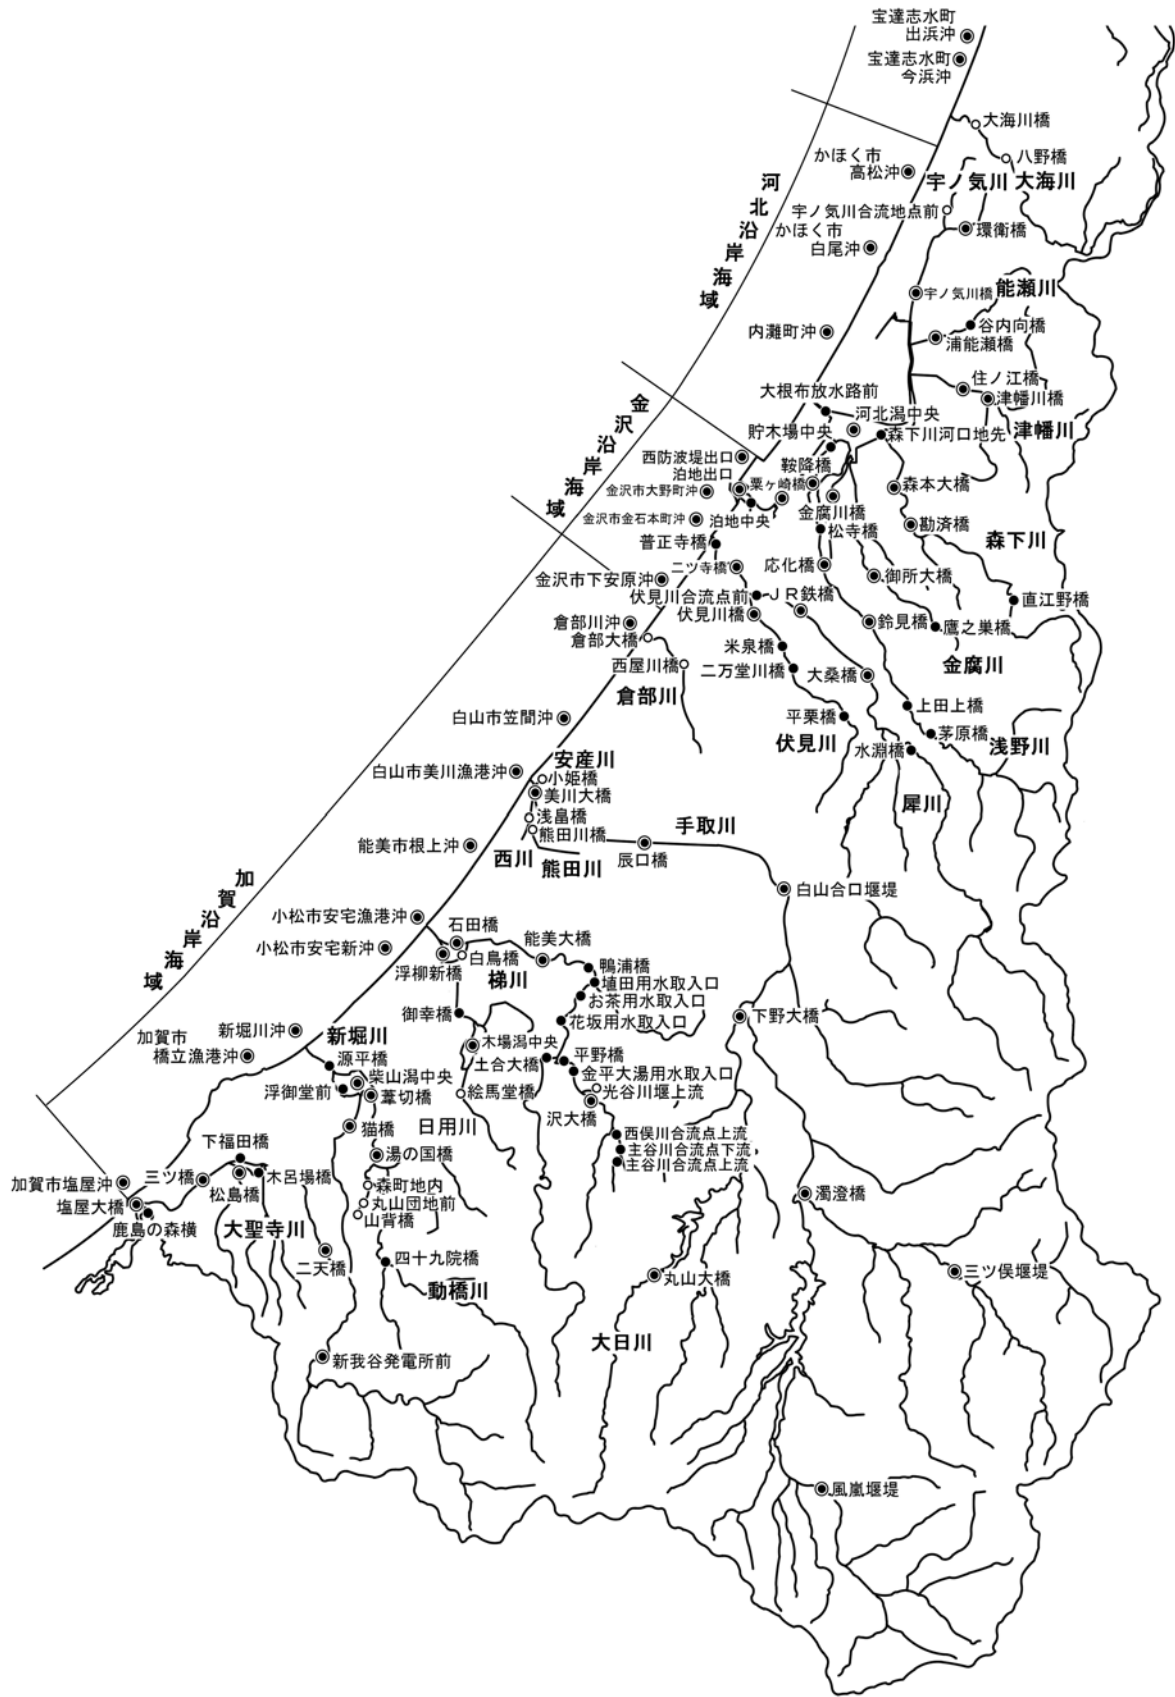 宝達志水町
出浜沖
宝達志水町
今浜沖
大海川橋
八野橋
かほく市
高松沖
宇ノ気川
大海川
宇ノ気川合流地点前
環衛橋
かほく市
白尾沖
河北沿岸海域
宇ノ気川橋
能瀬川
谷内向橋
浦能瀬橋
内灘町沖
住ノ江橋
津幡川橋
津幡川
大根布放水路前
河北潟中央
貯木場中央
森下川河口地先
金沢沿岸海域
西防波堤出口
泊地出口
鞍降橋
粟ヶ崎橋
金沢市大野町沖
森本大橋
金腐川橋
金沢市金石本町沖
泊地中央
松寺橋
勘済橋
森下川
普正寺橋
二ツ寺橋
応化橋
御所大橋
金沢市下安原沖
伏見川合流点前
JR鉄橋
直江野橋
伏見川橋
倉部川沖
倉部大橋
鈴見橋
鷹之巣橋
米泉橋
西屋川橋
二万堂川橋
大桑橋
金腐川
倉部川
上田上橋
白山市笠間沖
平栗橋
茅原橋
伏見川
水淵橋
浅野川
安産川
白山市美川漁港沖
小姫橋
美川大橋
犀川
浅畠橋
熊田川橋
手取川
能美市根上沖
西川
熊田川
辰口橋
白山合口堰堤
加賀沿岸海域
小松市安宅漁港沖
石田橋
能美大橋
小松市安宅新沖
白鳥橋
浮柳新橋
梯川
鴨浦橋
埴田用水取入口
お茶用水取入口
御幸橋
花坂用水取入口
下野大橋
新堀川沖
新堀川
加賀市
橋立漁港沖
木場潟中央
土合大橋
平野橋
源平橋
柴山潟中央
金平大湯用水取入口
浮御堂前
葦切橋
絵馬堂橋
光谷川堰上流
沢大橋
猫橋
日用川
西俣川合流点上流
下福田橋
湯の国橋
主谷川合流点下流
主谷川合流点上流
加賀市塩屋沖
三ツ橋
木呂場橋
森町地内
松島橋
塩屋大橋
丸山団地前
濁澄橋
鹿島の森横
大聖寺川
山背橋
二天橋
四十九院橋
三ツ俣堰堤
丸山大橋
動橋川
大日川
新我谷発電所前
風嵐堰堤